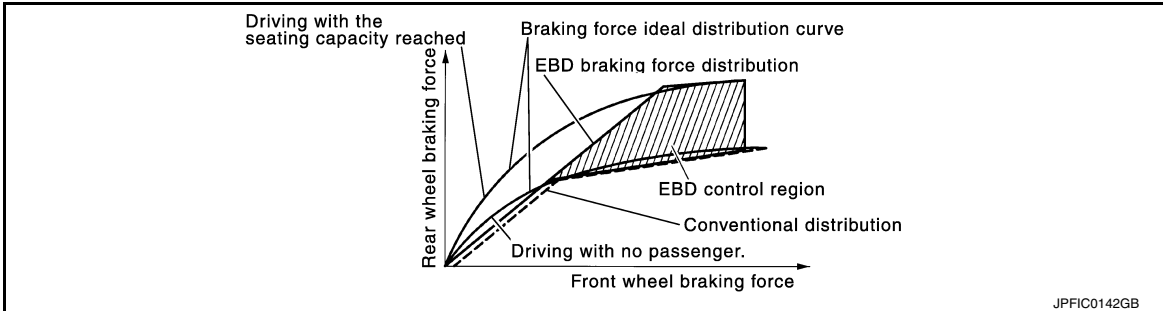 Driving with the
seating capacity reached
Braking force ideal distribution curve
EBD braking force distribution
Rear wheel braking force
EBD control region
Conventional distribution
Driving with no passenger.
Front wheel braking force
JPFIC0142GB